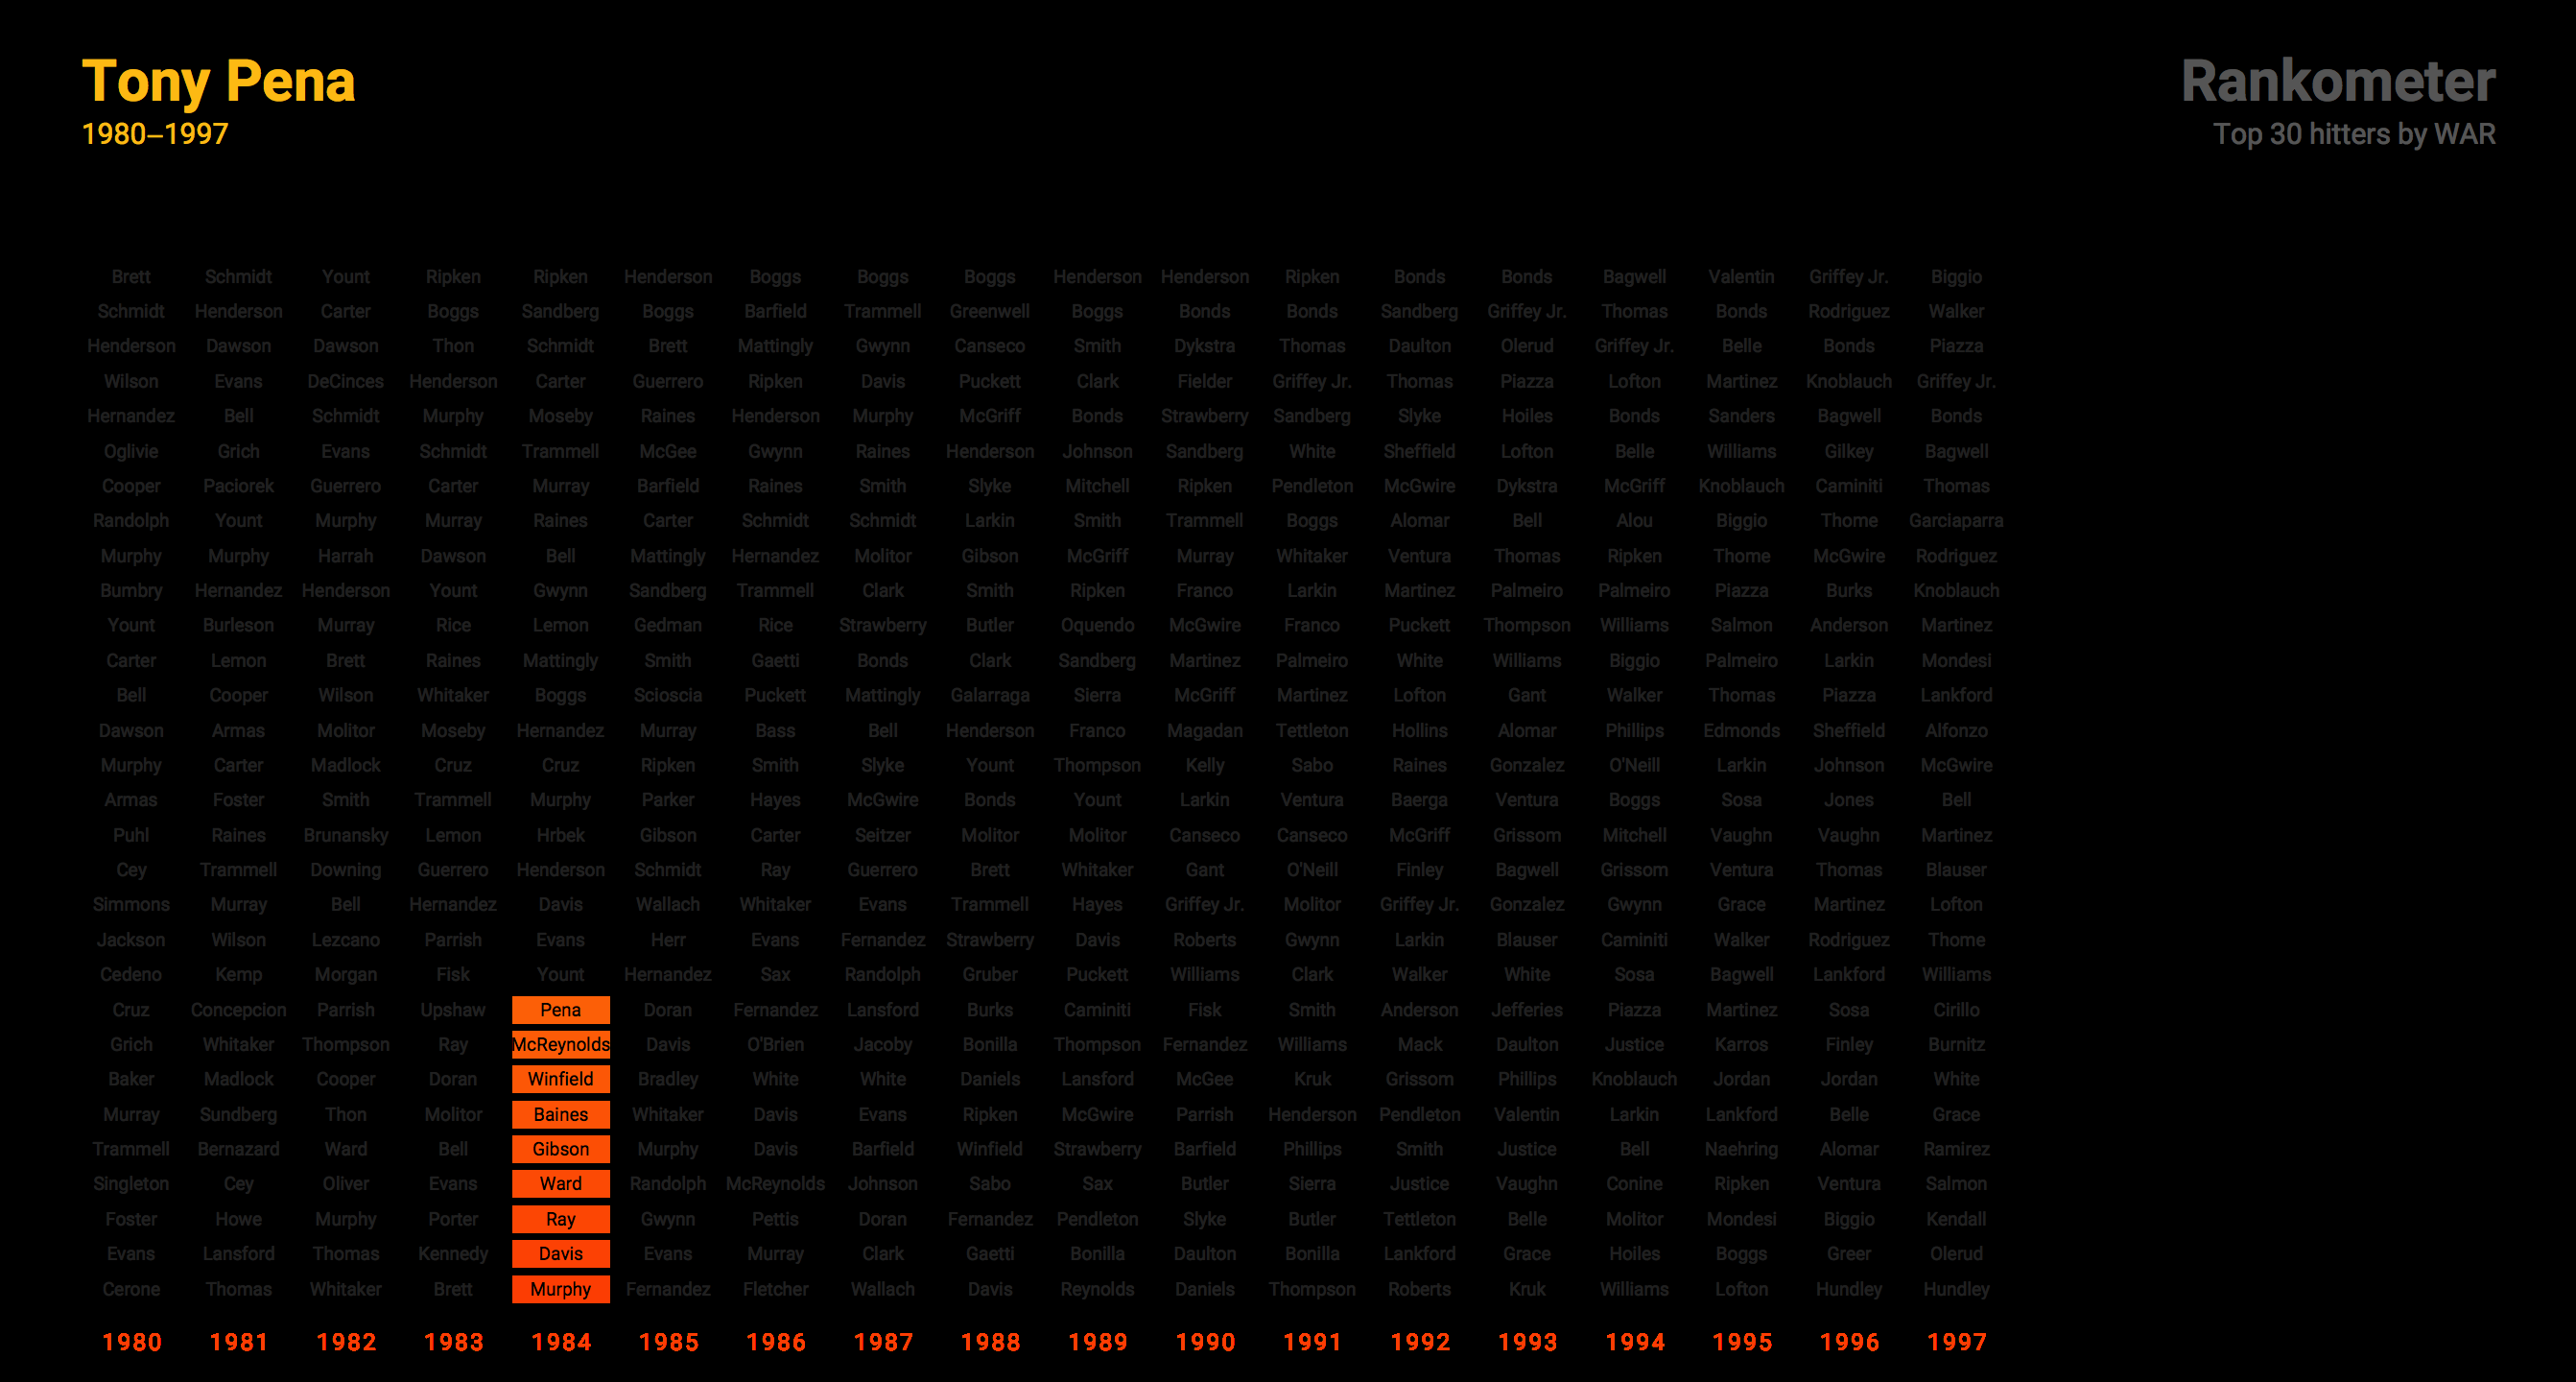 Tony Pena
1980–1997
Rankometer
Top 30 hitters by WAR
Brett Schmidt Yount Ripken Ripken Henderson Boggs Boggs Boggs Henderson Henderson Ripken Bonds Bonds Bagwell Valentin Griffey Jr. Biggio
Schmidt Henderson Carter Boggs Sandberg Boggs Barfield Trammell Greenwell Boggs Bonds Bonds Sandberg Griffey Jr. Thomas Bonds Rodriguez Walker
Henderson Dawson Dawson Thon Schmidt Brett Mattingly Gwynn Canseco Smith Dykstra Thomas Daulton Olerud Griffey Jr. Belle Bonds Piazza
Wilson Evans DeCinces Henderson Carter Guerrero Ripken Davis Puckett Clark Fielder Griffey Jr. Thomas Piazza Lofton Martinez Knoblauch Griffey Jr.
Hernandez Bell Schmidt Murphy Moseby Raines Henderson Murphy McGriff Bonds Strawberry Sandberg Slyke Hoiles Bonds Sanders Bagwell Bonds
Oglivie Grich Evans Schmidt Trammell McGee Gwynn Raines Henderson Johnson Sandberg White Sheffield Lofton Belle Williams Gilkey Bagwell
Cooper Paciorek Guerrero Carter Murray Barfield Raines Smith Slyke Mitchell Ripken Pendleton McGwire Dykstra McGriff Knoblauch Caminiti Thomas
Randolph Yount Murphy Murray Raines Carter Schmidt Schmidt Larkin Smith Trammell Boggs Alomar Bell Alou Biggio Thome Garciaparra
Murphy Murphy Harrah Dawson Bell Mattingly Hernandez Molitor Gibson McGriff Murray Whitaker Ventura Thomas Ripken Thome McGwire Rodriguez
Bumbry Hernandez Henderson Yount Gwynn Sandberg Trammell Clark Smith Ripken Franco Larkin Martinez Palmeiro Palmeiro Piazza Burks Knoblauch
Yount Burleson Murray Rice Lemon Gedman Rice Strawberry Butler Oquendo McGwire Franco Puckett Thompson Williams Salmon Anderson Martinez
Carter Lemon Brett Raines Mattingly Smith Gaetti Bonds Clark Sandberg Martinez Palmeiro White Williams Biggio Palmeiro Larkin Mondesi
Bell Cooper Wilson Whitaker Boggs Scioscia Puckett Mattingly Galarraga Sierra McGriff Martinez Lofton Gant Walker Thomas Piazza Lankford
Dawson Armas Molitor Moseby Hernandez Murray Bass Bell Henderson Franco Magadan Tettleton Hollins Alomar Phillips Edmonds Sheffield Alfonzo
Murphy Carter Madlock Cruz Cruz Ripken Smith Slyke Yount Thompson Kelly Sabo Raines Gonzalez O'Neill Larkin Johnson McGwire
Armas Foster Smith Trammell Murphy Parker Hayes McGwire Bonds Yount Larkin Ventura Baerga Ventura Boggs Sosa Jones Bell
Puhl Raines Brunansky Lemon Hrbek Gibson Carter Seitzer Molitor Molitor Canseco Canseco McGriff Grissom Mitchell Vaughn Vaughn Martinez
Cey Trammell Downing Guerrero Henderson Schmidt Ray Guerrero Brett Whitaker Gant O'Neill Finley Bagwell Grissom Ventura Thomas Blauser
Simmons Murray Bell Hernandez Davis Wallach Whitaker Evans Trammell Hayes Griffey Jr. Molitor Griffey Jr. Gonzalez Gwynn Grace Martinez Lofton
Jackson Wilson Lezcano Parrish Evans Herr Evans Fernandez Strawberry Davis Roberts Gwynn Larkin Blauser Caminiti Walker Rodriguez Thome
Cedeno Kemp Morgan Fisk Yount Hernandez Sax Randolph Gruber Puckett Williams Clark Walker White Sosa Bagwell Lankford Williams
Cruz Concepcion Parrish Upshaw Pena Doran Fernandez Lansford Burks Caminiti Fisk Smith Anderson Jefferies Piazza Martinez Sosa Cirillo
Grich Whitaker Thompson Ray McReynolds Davis O'Brien Jacoby Bonilla Thompson Fernandez Williams Mack Daulton Justice Karros Finley Burnitz
Baker Madlock Cooper Doran Winfield Bradley White White Daniels Lansford McGee Kruk Grissom Phillips Knoblauch Jordan Jordan White
Murray Sundberg Thon Molitor Baines Whitaker Davis Evans Ripken McGwire Parrish Henderson Pendleton Valentin Larkin Lankford Belle Grace
Trammell Bernazard Ward Bell Gibson Murphy Davis Barfield Winfield Strawberry Barfield Phillips Smith Justice Bell Naehring Alomar Ramirez
Singleton Cey Oliver Evans Ward Randolph McReynolds Johnson Sabo Sax Butler Sierra Justice Vaughn Conine Ripken Ventura Salmon
Foster Howe Murphy Porter Ray Gwynn Pettis Doran Fernandez Pendleton Slyke Butler Tettleton Belle Molitor Mondesi Biggio Kendall
Evans Lansford Thomas Kennedy Davis Evans Murray Clark Gaetti Bonilla Daulton Bonilla Lankford Grace Hoiles Boggs Greer Olerud
Cerone Thomas Whitaker Brett Murphy Fernandez Fletcher Wallach Davis Reynolds Daniels Thompson Roberts Kruk Williams Lofton Hundley Hundley
1980 1981 1982 1983 1984 1985 1986 1987 1988 1989 1990 1991 1992 1993 1994 1995 1996 1997